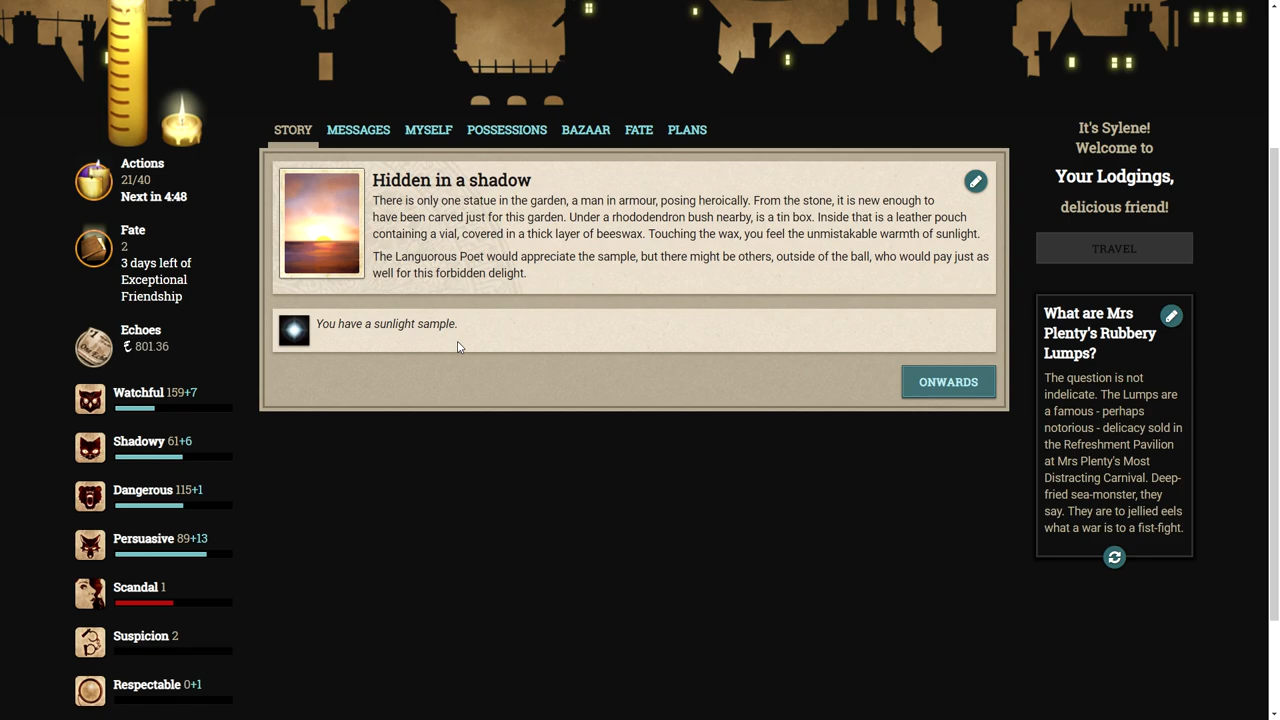 STORY MESSAGES MYSELF POSSESSIONS BAZAAR FATE PLANS
Actions
21/40
Next in 4:48
Fate
2
3 days left of
Exceptional
Friendship
Echoes
801.36
Watchful 159+7
Shadowy 61+6
Dangerous 115+1
Persuasive 89+13
Scandal 1
Suspicion 2
Respectable 0+1
Hidden in a shadow
There is only one statue in the garden, a man in armour, posing heroically. From the stone, it is new enough to
have been carved just for this garden. Under a rhododendron bush nearby, is a tin box. Inside that is a leather pouch
containing a vial, covered in a thick layer of beeswax. Touching the wax, you feel the unmistakable warmth of sunlight.
The Languorous Poet would appreciate the sample, but there might be others, outside of the ball, who would pay just as
well for this forbidden delight.
You have a sunlight sample.
ONWARDS
It's Sylene!
Welcome to
Your Lodgings,
delicious friend!
TRAVEL
What are Mrs
Plenty's Rubbery
Lumps?
The question is not
indelicate. The Lumps are
a famous - perhaps
notorious - delicacy sold in
the Refreshment Pavilion
at Mrs Plenty's Most
Distracting Carnival. Deep-
fried sea-monster, they
say. They are to jellied eels
what a war is to a fist-fight.